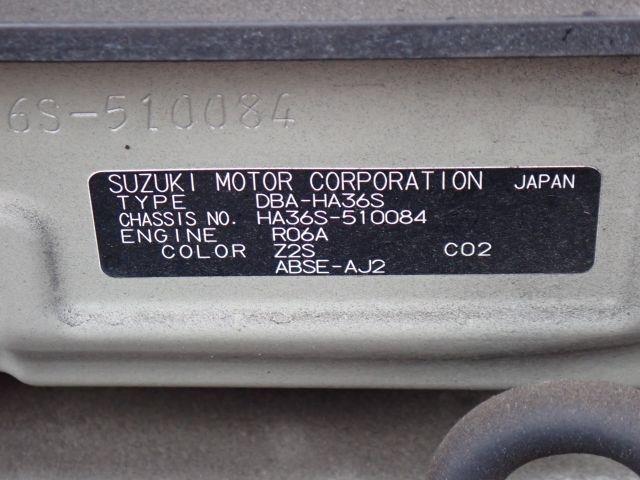 6S-510084
SUZUKI MOTOR CORPORATION JAPAN
TYPE DBA-HA36S
CHASSIS NO. HA36S-510084
ENGINE R06A
COLOR Z2S C02
ABSE-AJ2